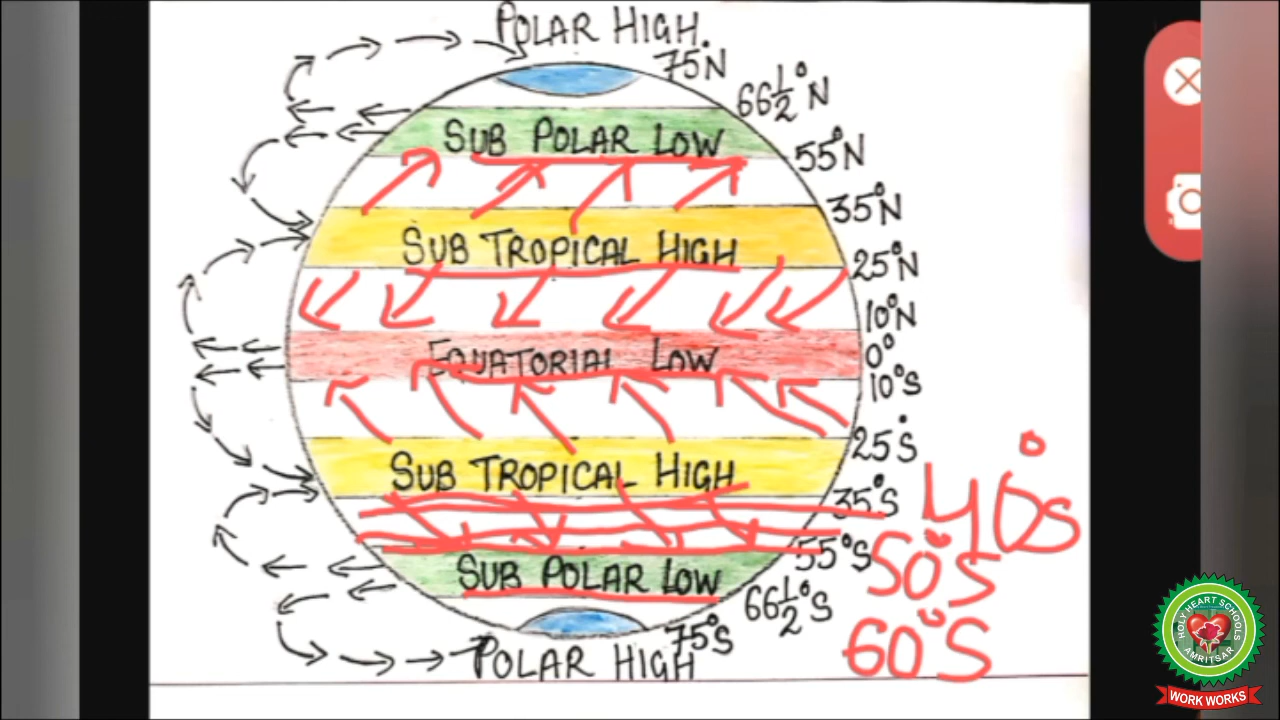 POLAR HIGH.
75°N
66½°N
SUB POLAR LOW
55°N
35°N
SUB TROPICAL HIGH
25°N
10°N
EQUATORIAL LOW
0°
10°S
25°S
SUB TROPICAL HIGH
35°S
40°S
55°S
50°S
SUB POLAR LOW
66½°S
60°S
75°S
POLAR HIGH
HOLY HEART SCHOOLS
AMRITSAR
WORK WORKS